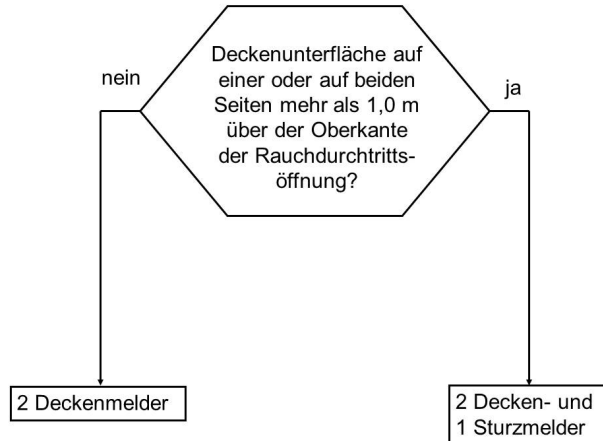 Deckenunterfläche auf
einer oder auf beiden
Seiten mehr als 1,0 m
über der Oberkante
der Rauchdurchtritts-
öffnung?
nein
ja
2 Deckenmelder
2 Decken- und
1 Sturzmelder